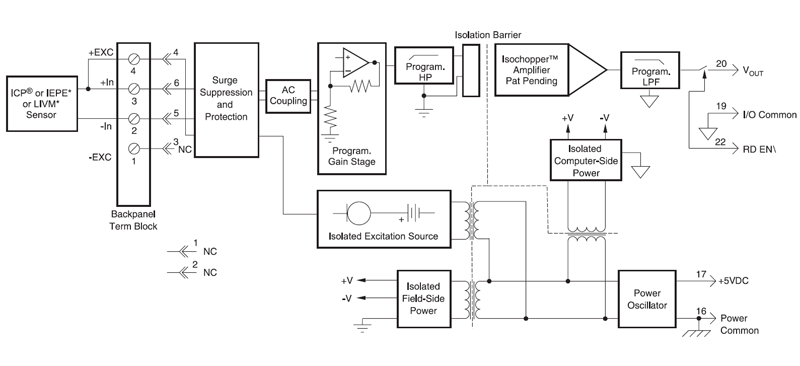 Isolation Barrier
+EXC
4
4
ICP® or IEPE*
or LIVM*
Sensor
+In
3
6
-In
2
5
-EXC
1
3
NC
Backpanel
Term Block
1
NC
2
NC
Surge
Suppression
and
Protection
AC
Coupling
+
-
Program.
Gain Stage
Program.
HP
Isochopper™
Amplifier
Pat Pending
Program.
LPF
20
VOUT
19
I/O Common
22
RD EN\
+V
-V
Isolated
Computer-Side
Power
+
Isolated Excitation Source
+V
-V
Isolated
Field-Side
Power
Power
Oscillator
17
+5VDC
16
Power
Common